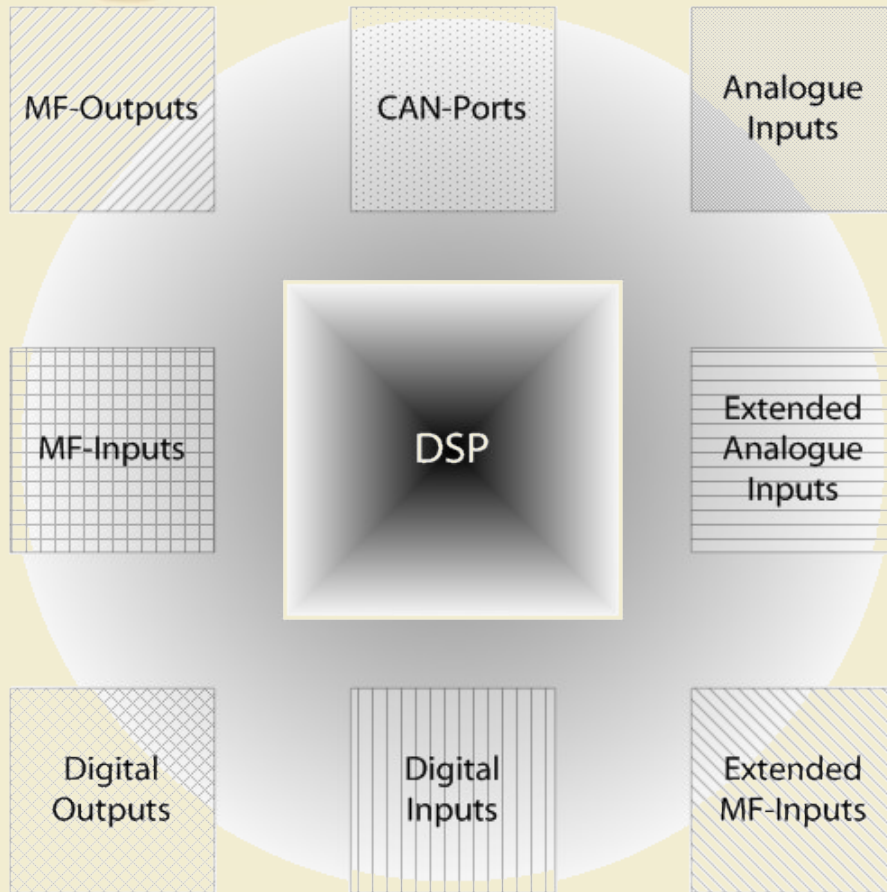 MF-Outputs
CAN-Ports
Analogue
Inputs
MF-Inputs
DSP
Extended
Analogue
Inputs
Digital
Outputs
Digital
Inputs
Extended
MF-Inputs